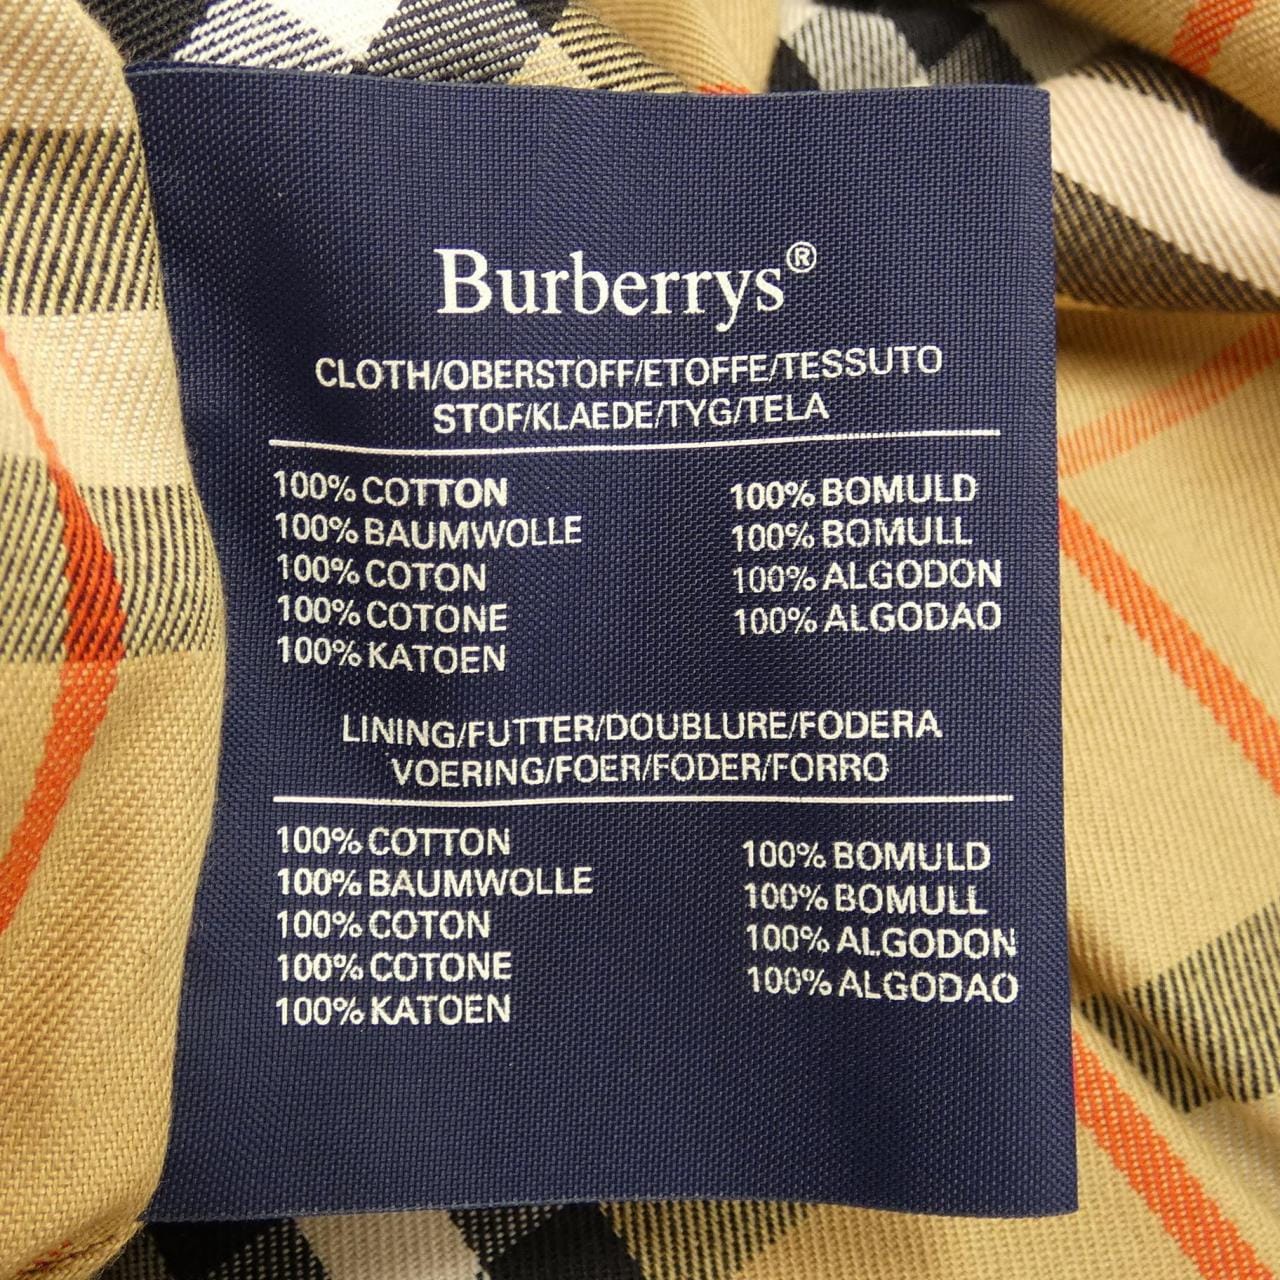 Burberrys®
CLOTH/OBERSTOFF/ETOFFE/TESSUTO
STOF/KLAEDE/TYG/TELA
100% COTTON
100% BAUMWOLLE
100% COTON
100% COTONE
100% KATOEN
100% BOMULD
100% BOMULL
100% ALGODON
100% ALGODAO
LINING/FUTTER/DOUBLURE/FODERA
VOERING/FOER/FODER/FORRO
100% COTTON
100% BAUMWOLLE
100% COTON
100% COTONE
100% KATOEN
100% BOMULD
100% BOMULL
100% ALGODON
100% ALGODAO